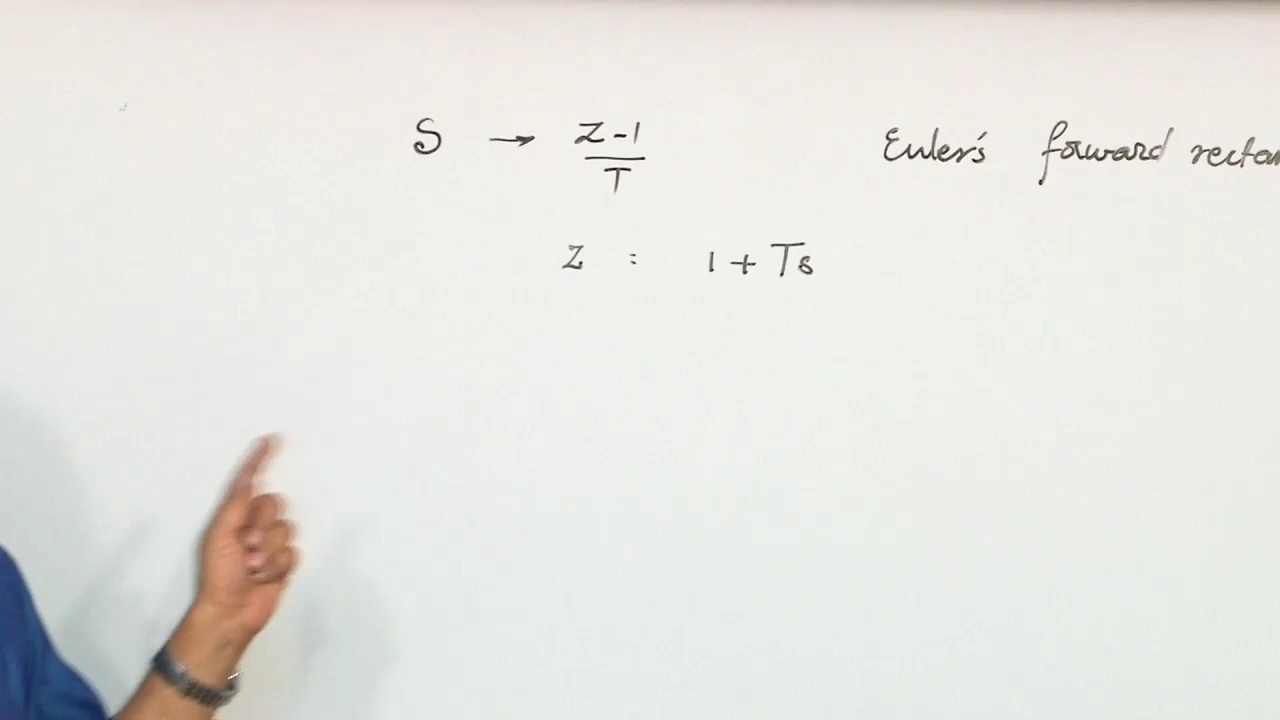 S → (z-1)/T Euler's forward
z = 1 + Ts